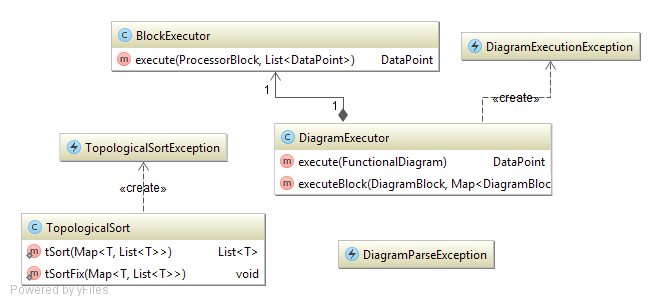 BlockExecutor
execute(ProcessorBlock, List<DataPoint>) DataPoint
DiagramExecutionException
1
1
«create»
DiagramExecutor
execute(FunctionalDiagram) DataPoint
executeBlock(DiagramBlock, Map<DiagramBloc
TopologicalSortException
«create»
TopologicalSort
tSort(Map<T, List<T>>) List<T>
tSortFix(Map<T, List<T>>) void
DiagramParseException
Powered by yFiles